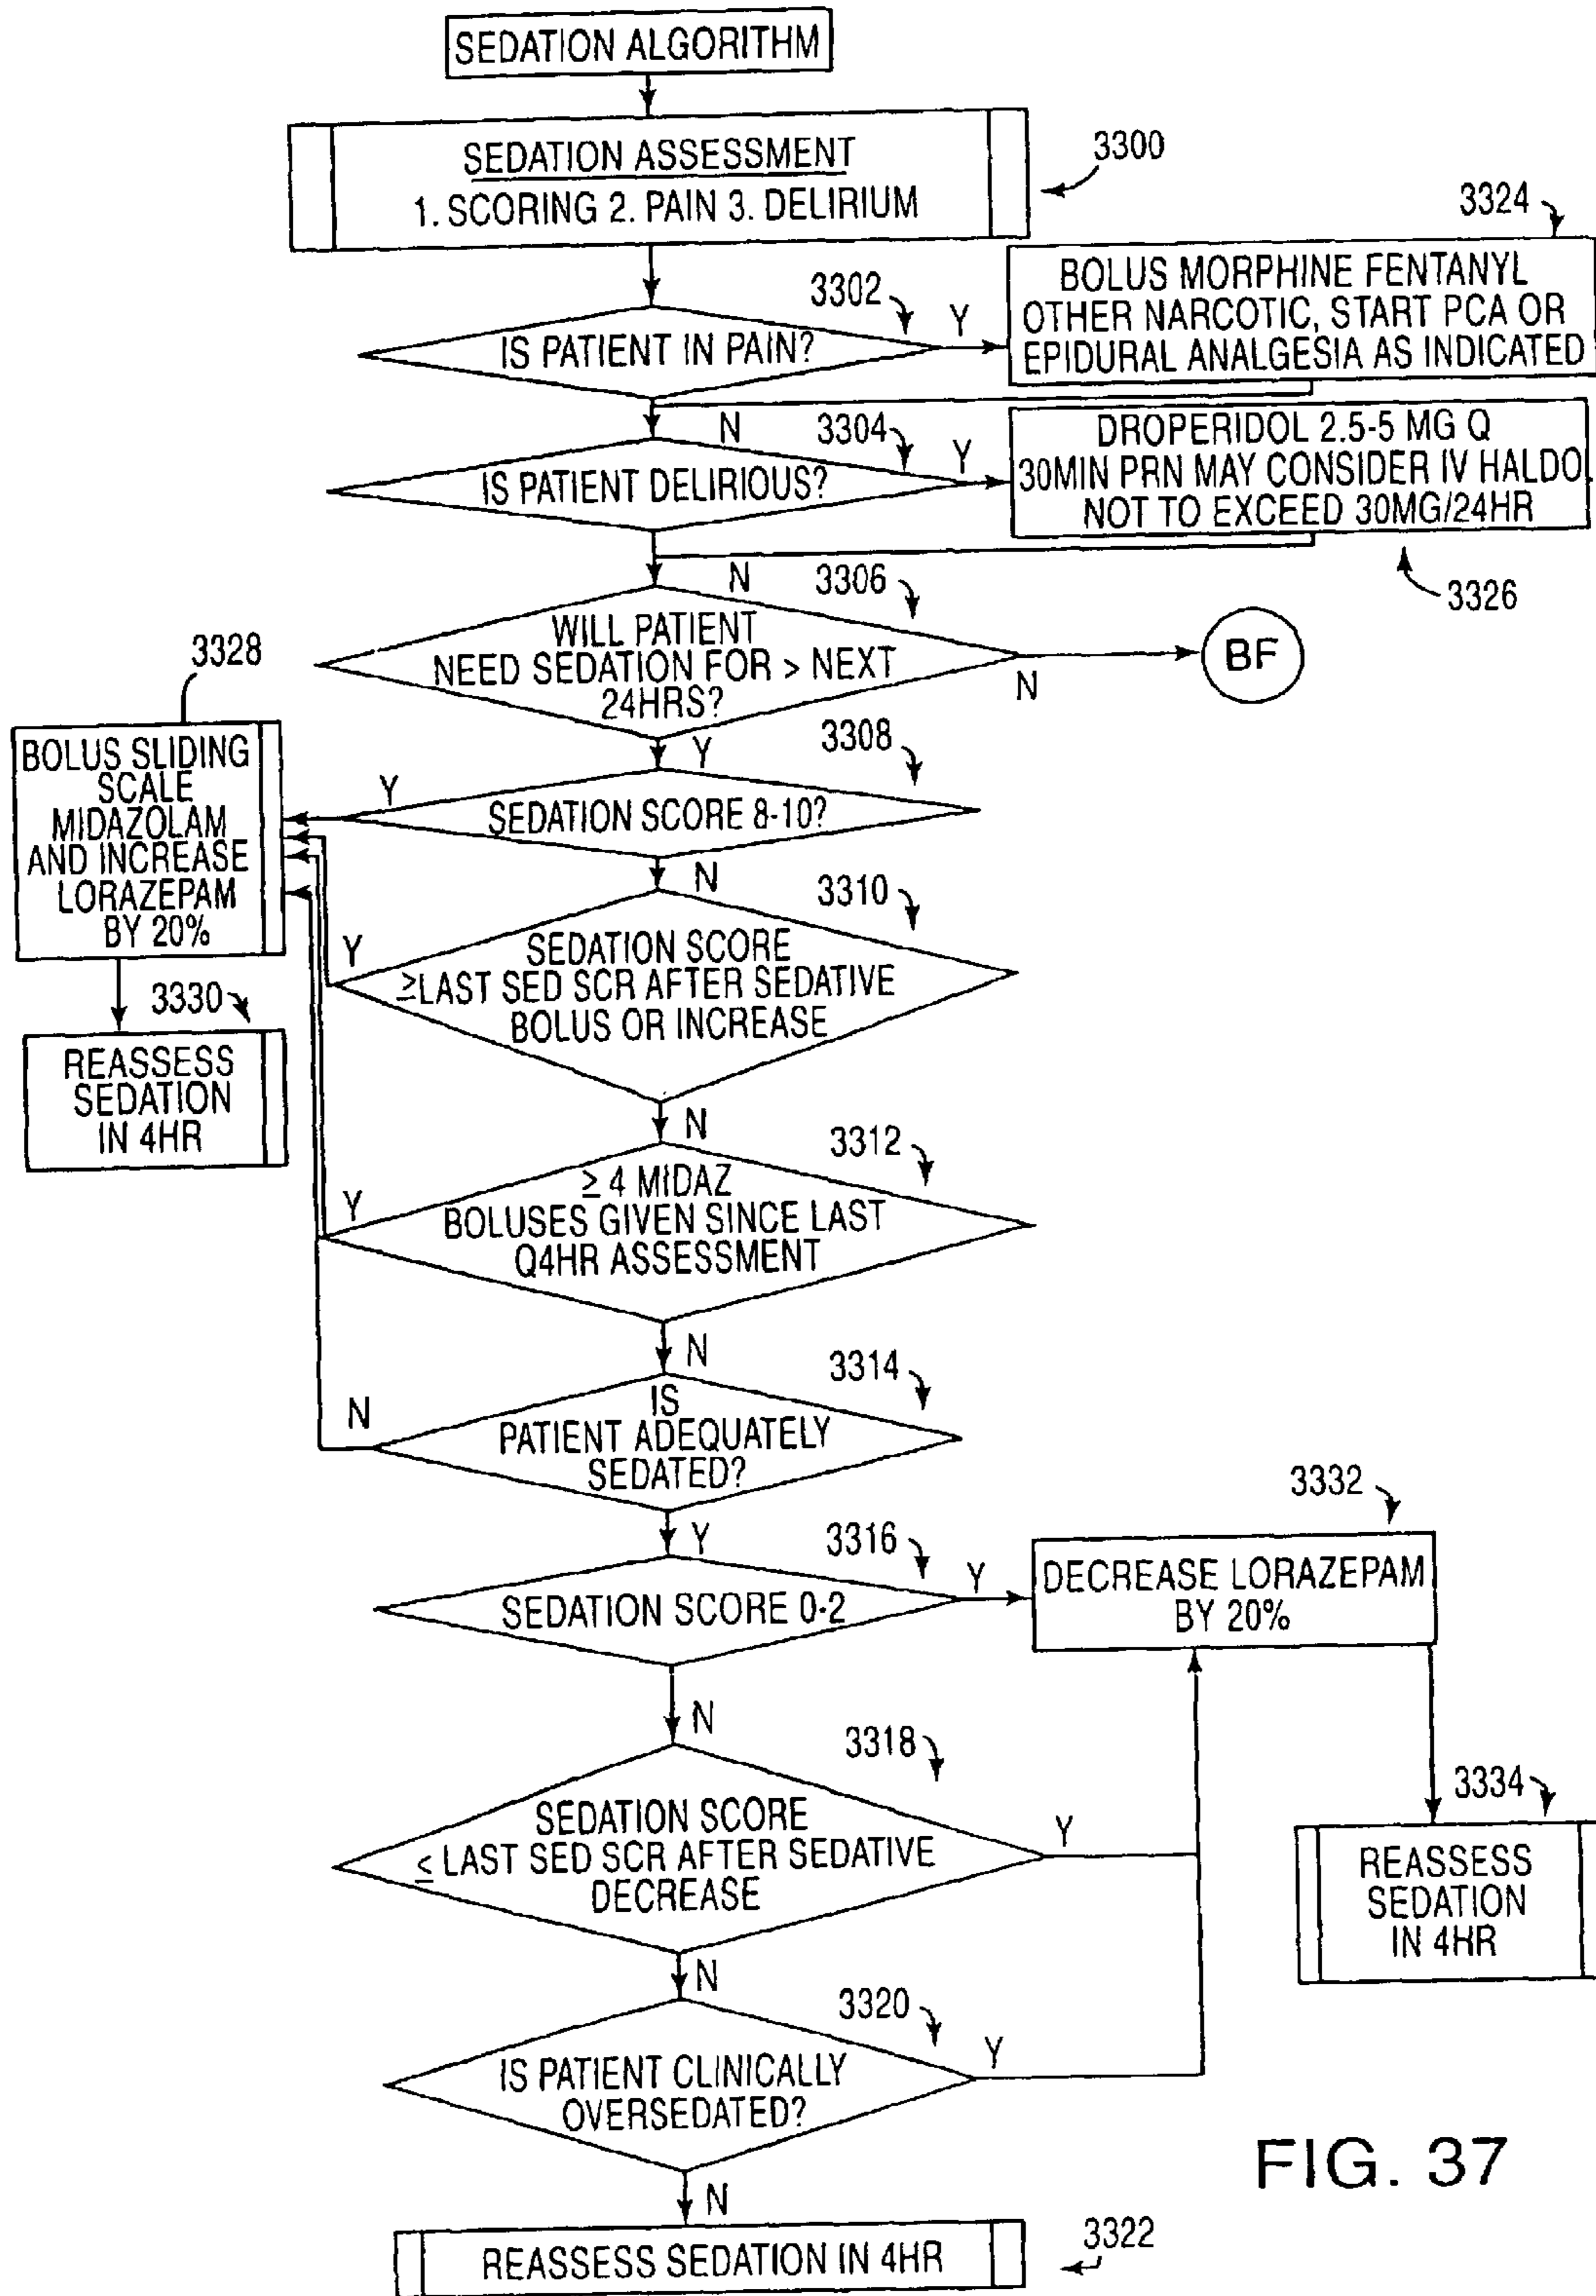 SEDATION ALGORITHM
SEDATION ASSESSMENT
1. SCORING 2. PAIN 3. DELIRIUM
3300
3324
BOLUS MORPHINE FENTANYL
OTHER NARCOTIC, START PCA OR
EPIDURAL ANALGESIA AS INDICATED
3302
Y
IS PATIENT IN PAIN?
N
3304
Y
IS PATIENT DELIRIOUS?
DROPERIDOL 2.5-5 MG Q
30MIN PRN MAY CONSIDER IV HALDO
NOT TO EXCEED 30MG/24HR
3326
N
3306
WILL PATIENT
NEED SEDATION FOR > NEXT
24HRS?
N
BF
3328
BOLUS SLIDING
SCALE
MIDAZOLAM
AND INCREASE
LORAZEPAM
BY 20%
Y
3308
Y
SEDATION SCORE 8-10?
N
3310
Y
SEDATION SCORE
≥LAST SED SCR AFTER SEDATIVE
BOLUS OR INCREASE
3330
REASSESS
SEDATION
IN 4HR
N
3312
Y
≥ 4 MIDAZ
BOLUSES GIVEN SINCE LAST
Q4HR ASSESSMENT
N
3314
N
IS
PATIENT ADEQUATELY
SEDATED?
Y
3316
Y
SEDATION SCORE 0-2
3332
DECREASE LORAZEPAM
BY 20%
N
3318
SEDATION SCORE
≤ LAST SED SCR AFTER SEDATIVE
DECREASE
Y
3334
REASSESS
SEDATION
IN 4HR
N
3320
Y
IS PATIENT CLINICALLY
OVERSEDATED?
N
REASSESS SEDATION IN 4HR
3322
FIG. 37